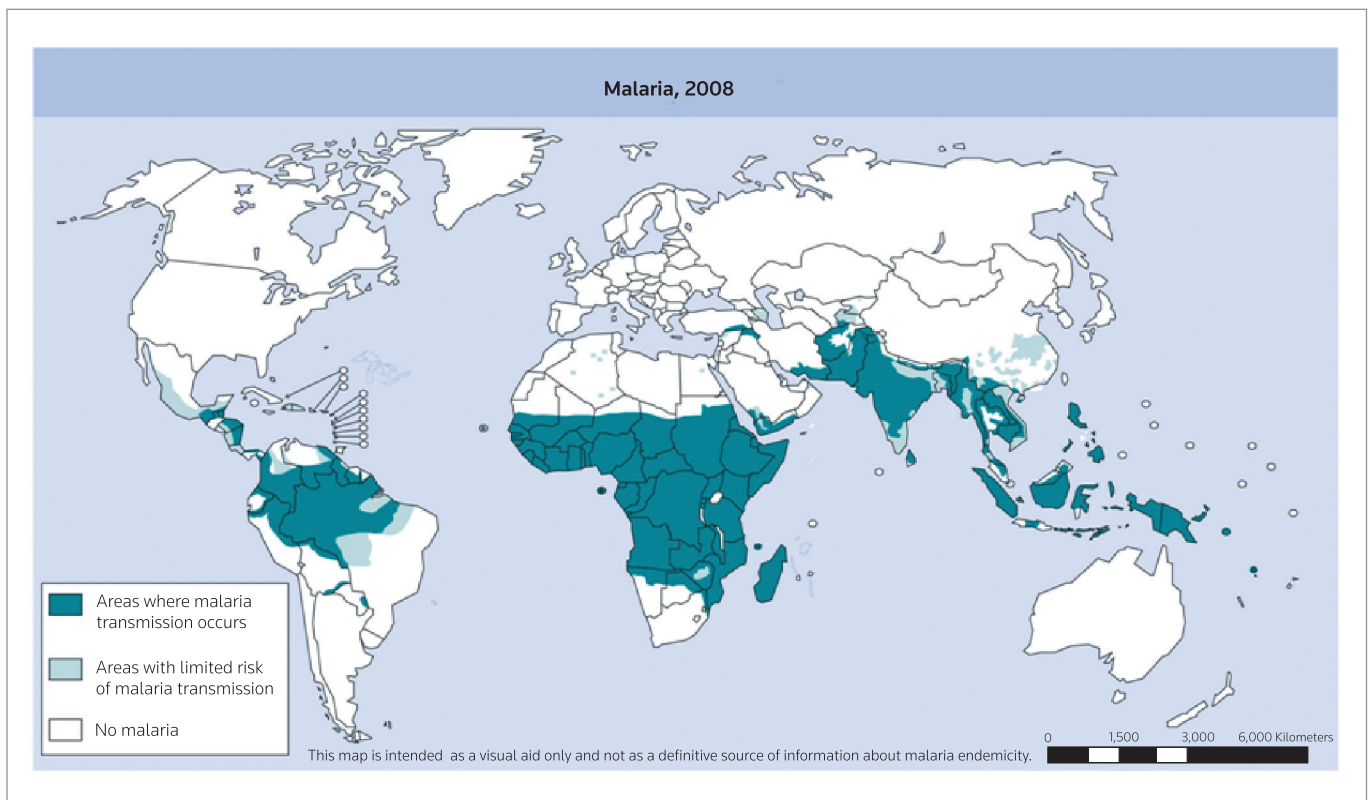 Malaria, 2008
Areas where malaria
transmission occurs
Areas with limited risk
of malaria transmission
No malaria
This map is intended as a visual aid only and not as a definitive source of information about malaria endemicity.
0 1,500 3,000 6,000 Kilometers